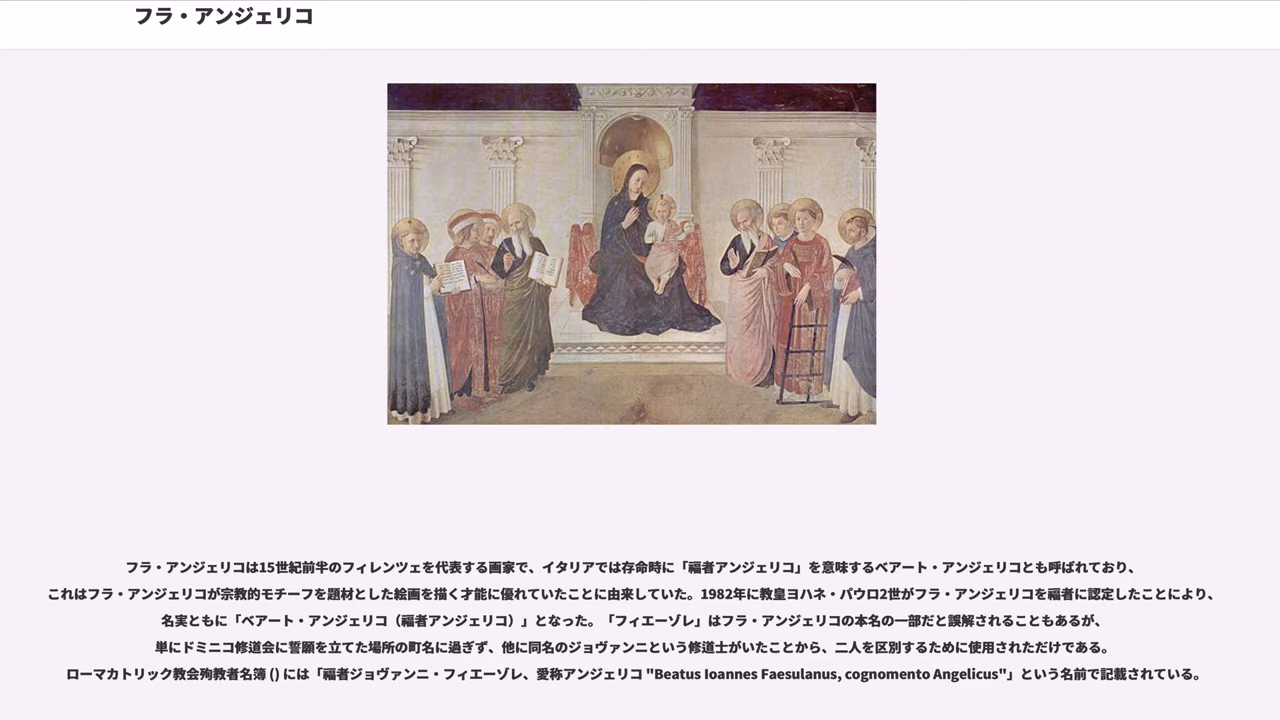 フラ・アンジェリコ
フラ・アンジェリコは15世紀前半のフィレンツェを代表する画家で、イタリアでは存命時に「福者アンジェリコ」を意味するベアート・アンジェリコとも呼ばれており、
これはフラ・アンジェリコが宗教的モチーフを題材とした絵画を描く才能に優れていたことに由来していた。1982年に教皇ヨハネ・パウロ2世がフラ・アンジェリコを福者に認定したことにより、
名実ともに「ベアート・アンジェリコ（福者アンジェリコ）」となった。「フィエーゾレ」はフラ・アンジェリコの本名の一部だと誤解されることもあるが、
単にドミニコ修道会に誓願を立てた場所の町名に過ぎず、他に同名のジョヴァンニという修道士がいたことから、二人を区別するために使用されただけである。
ローマカトリック教会殉教者名簿 () には「福者ジョヴァンニ・フィエーゾレ、愛称アンジェリコ "Beatus Ioannes Faesulanus, cognomento Angelicus"」という名前で記載されている。